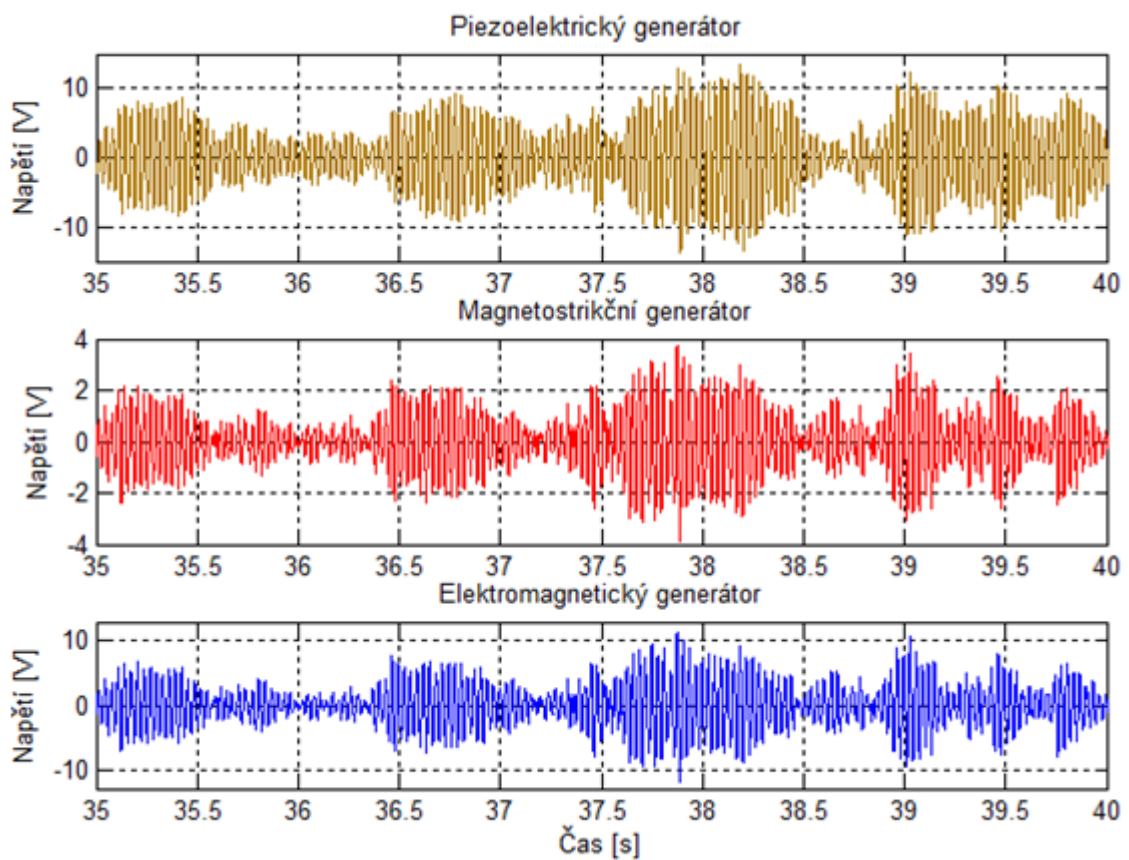 Piezoelektrický generátor
Napětí [V]
10
0
-10
35 35.5 36 36.5 37 37.5 38 38.5 39 39.5 40
Magnetostrikční generátor
Napětí [V]
4
2
0
-2
-4
35 35.5 36 36.5 37 37.5 38 38.5 39 39.5 40
Elektromagnetický generátor
Napětí [V]
10
0
-10
35 35.5 36 36.5 37 37.5 38 38.5 39 39.5 40
Čas [s]